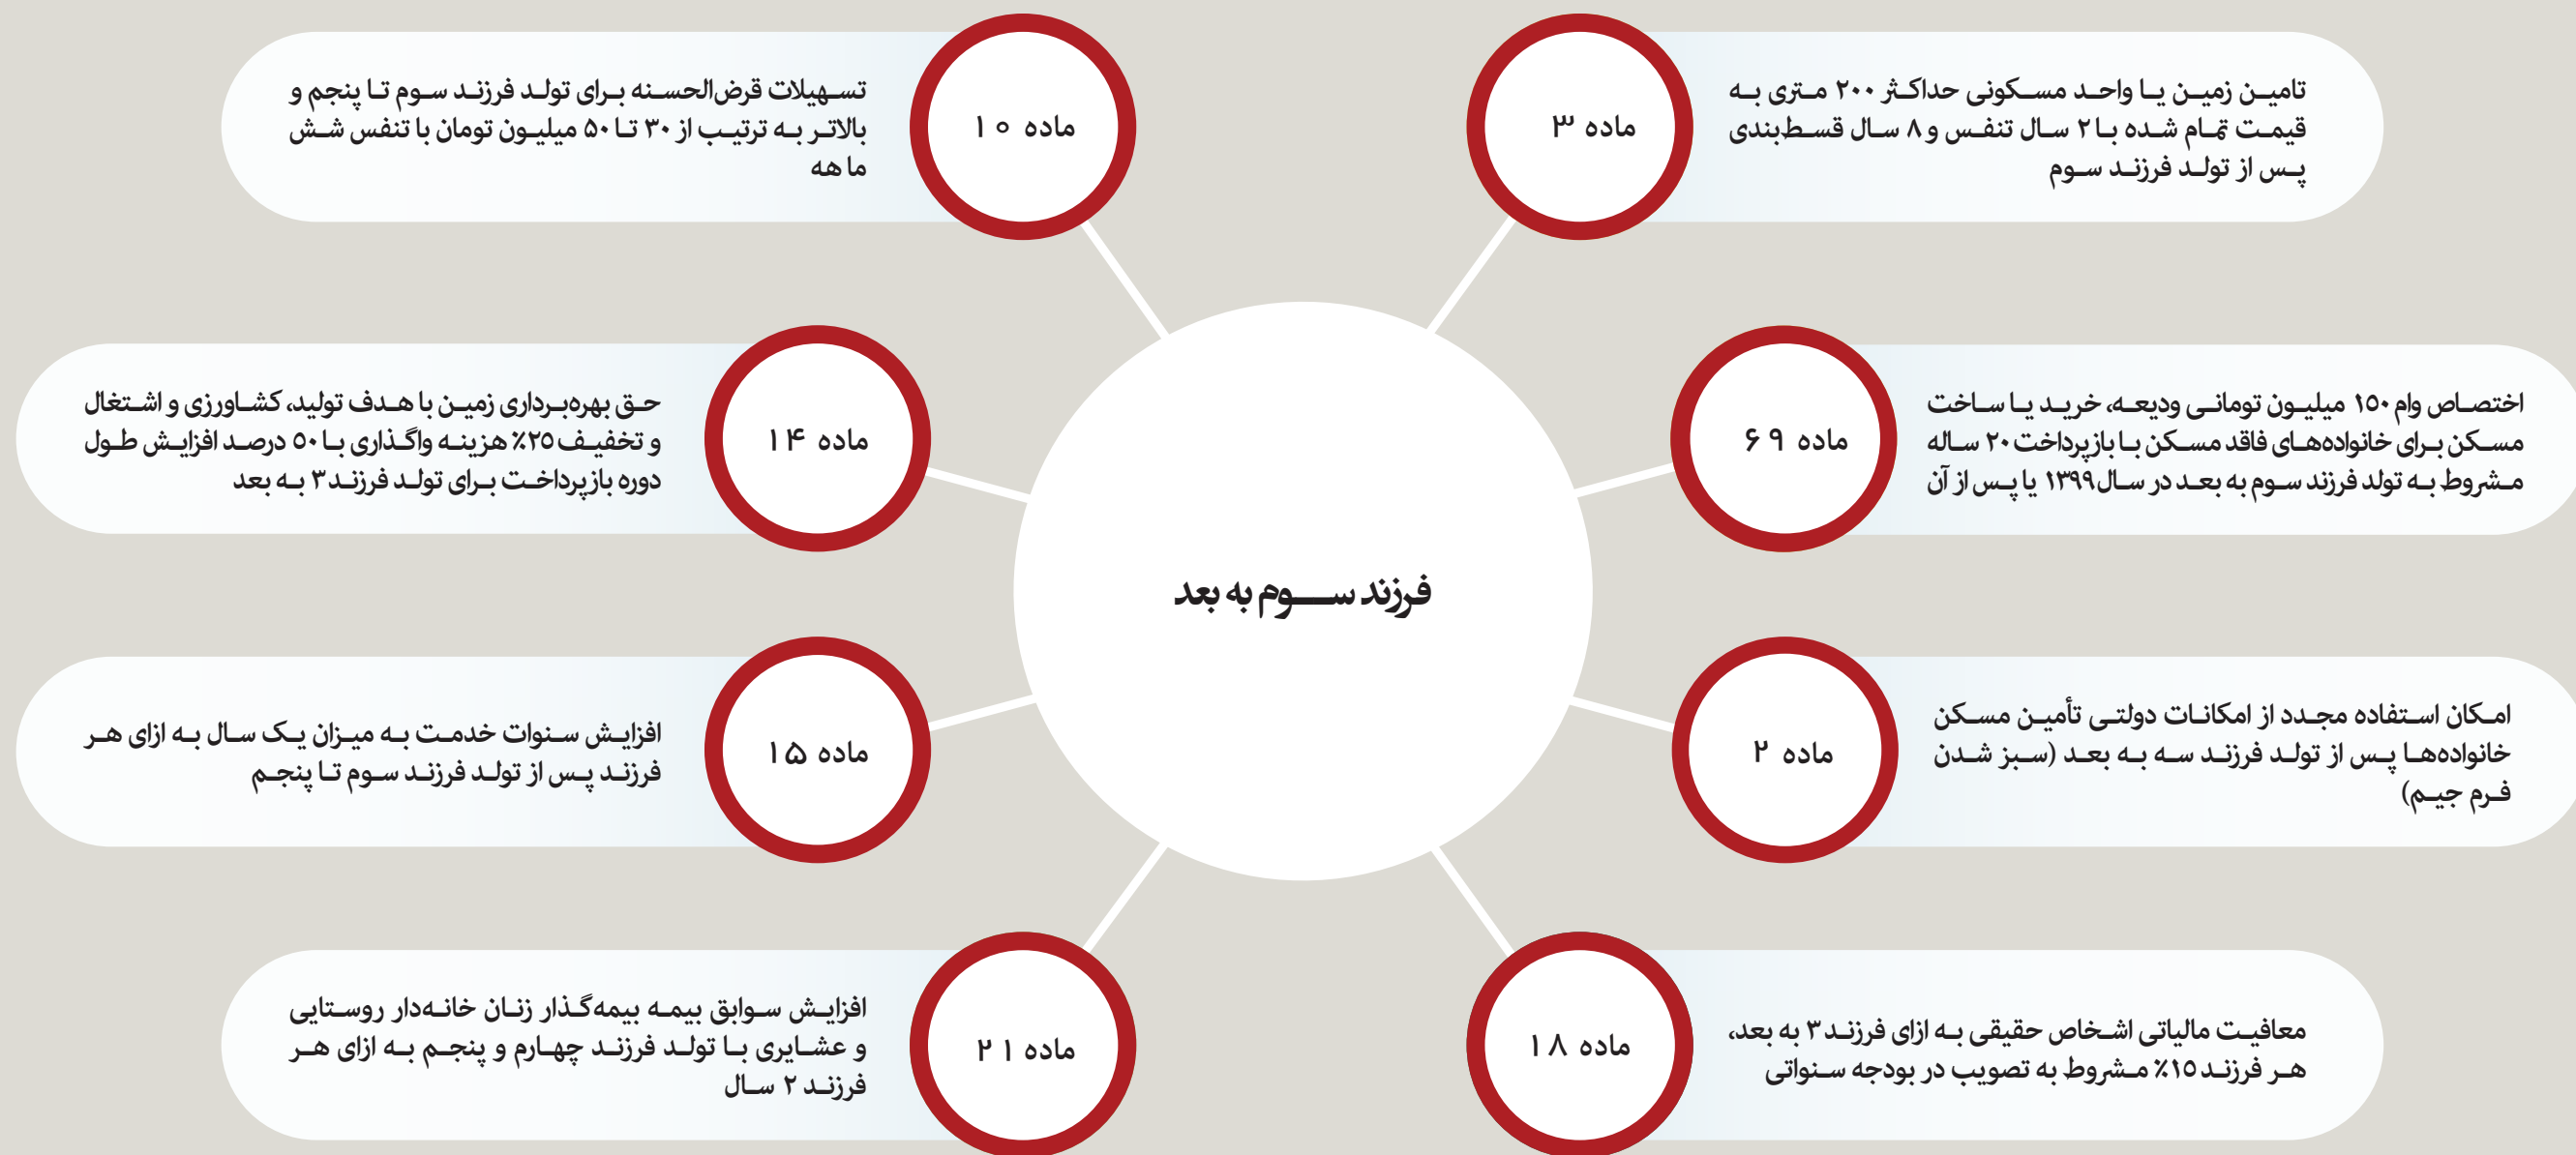 فرزند سوم به بعد
ماده ۳
تامین زمین یا واحد مسکونی حداکثر ۲۰۰ متری به
قیمت تمام شده با ۲ سال تنفس و ۸ سال قسط‌بندی
پس از تولد فرزند سوم
ماده ۶۹
اختصاص وام ۱۵۰ میلیون تومانی ودیعه، خرید یا ساخت
مسکن برای خانواده‌های فاقد مسکن با بازپرداخت ۲۰ ساله
مشروط به تولد فرزند سوم به بعد در سال ۱۳۹۹ یا پس از آن
ماده ۲
امکان استفاده مجدد از امکانات دولتی تأمین مسکن
خانواده‌ها پس از تولد فرزند سه به بعد (سبز شدن
فرم جیم)
ماده ۱۸
معافیت مالیاتی اشخاص حقیقی به ازای فرزند ۳ به بعد،
هر فرزند ۱۵٪ مشروط به تصویب در بودجه سنواتی
ماده ۱۰
تسهیلات قرض‌الحسنه برای تولد فرزند سوم تا پنجم و
بالاتر به ترتیب از ۳۰ تا ۵۰ میلیون تومان با تنفس شش
ما هه
ماده ۱۴
حق بهره‌برداری زمین با هدف تولید، کشاورزی و اشتغال
و تخفیف ۲۵٪ هزینه واگذاری با ۵۰ درصد افزایش طول
دوره بازپرداخت برای تولد فرزند ۳ به بعد
ماده ۱۵
افزایش سنوات خدمت به میزان یک سال به ازای هر
فرزند پس از تولد فرزند سوم تا پنجم
ماده ۲۱
افزایش سوابق بیمه بیمه‌گذار زنان خانه‌دار روستایی
و عشایری با تولد فرزند چهارم و پنجم به ازای هر
فرزند ۲ سال